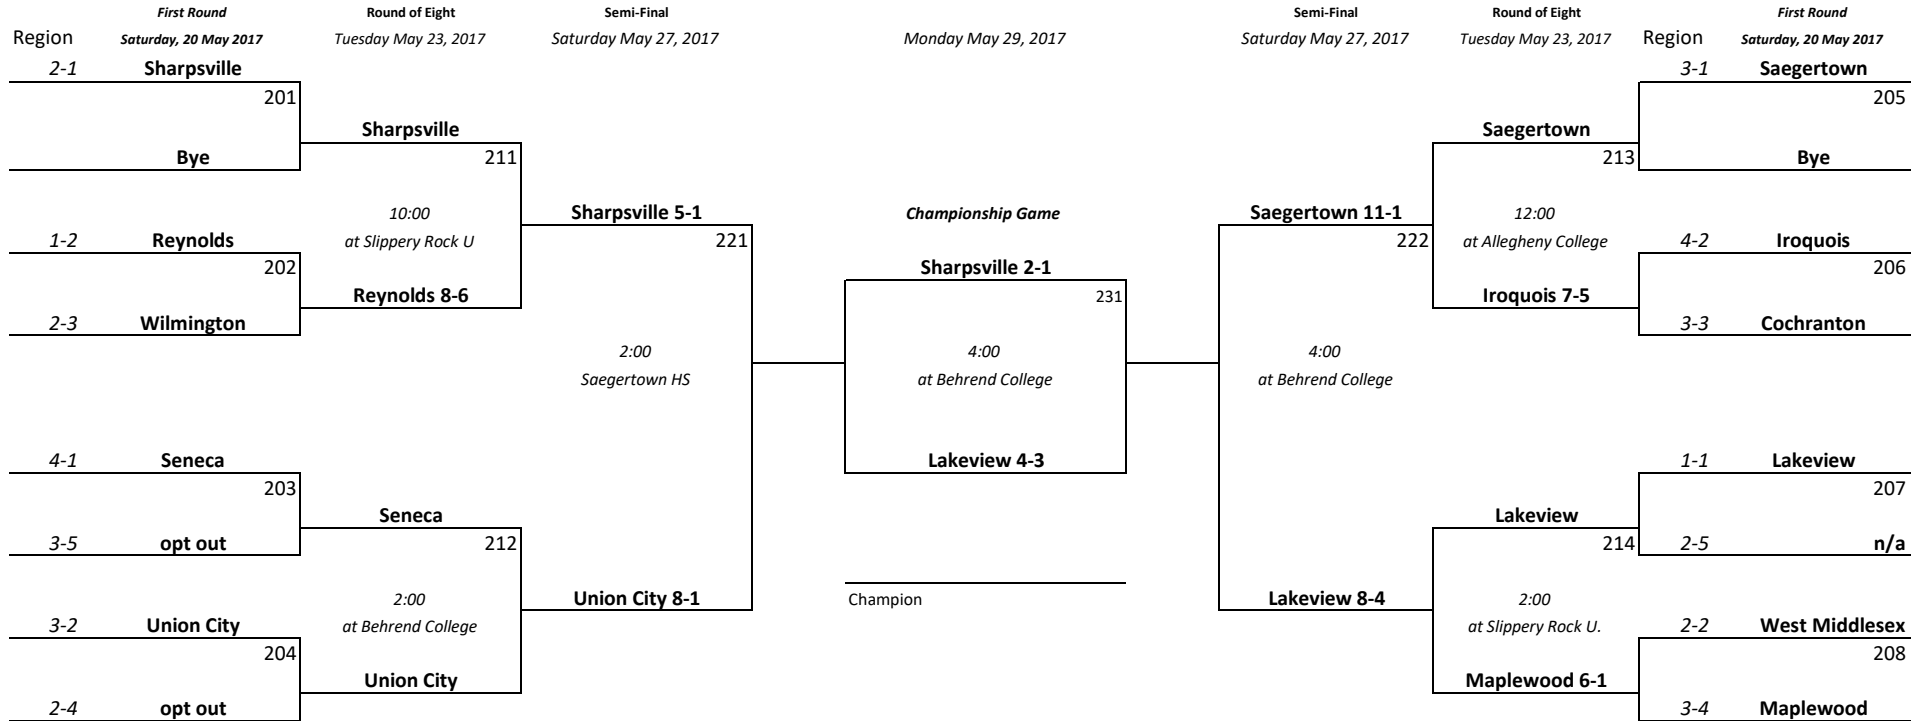 First Round Round of Eight Semi-Final Semi-Final Round of Eight First Round
Region Saturday, 20 May 2017 Tuesday May 23, 2017 Saturday May 27, 2017 Monday May 29, 2017 Saturday May 27, 2017 Tuesday May 23, 2017 Region Saturday, 20 May 2017
2-1 Sharpsville 3-1 Saegertown
201 205
Sharpsville Saegertown
Bye 211 213 Bye
10:00 Sharpsville 5-1 Championship Game Saegertown 11-1 12:00
1-2 Reynolds at Slippery Rock U 221 222 at Allegheny College 4-2 Iroquois
202 Sharpsville 2-1 206
Reynolds 8-6 231 Iroquois 7-5
2-3 Wilmington 3-3 Cochranton
2:00 4:00 4:00
Saegertown HS at Behrend College at Behrend College
4-1 Seneca Lakeview 4-3 1-1 Lakeview
203 207
Seneca Lakeview
3-5 opt out 212 214 2-5 n/a
2:00 Union City 8-1 Champion Lakeview 8-4 2:00
3-2 Union City at Behrend College at Slippery Rock U. 2-2 West Middlesex
204 208
Union City Maplewood 6-1
2-4 opt out 3-4 Maplewood